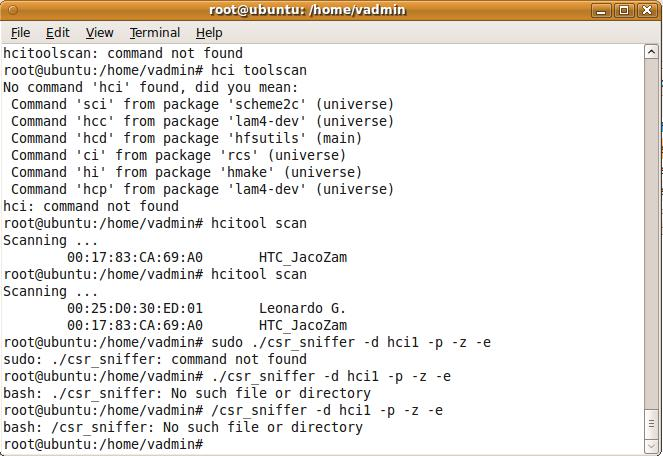 root@ubuntu: /home/vadmin
File Edit View Terminal Help
hcitoolscan: command not found
root@ubuntu:/home/vadmin# hci toolscan
No command 'hci' found, did you mean:
 Command 'sci' from package 'scheme2c' (universe)
 Command 'hcc' from package 'lam4-dev' (universe)
 Command 'hcd' from package 'hfsutils' (main)
 Command 'ci' from package 'rcs' (universe)
 Command 'hi' from package 'hmake' (universe)
 Command 'hcp' from package 'lam4-dev' (universe)
hci: command not found
root@ubuntu:/home/vadmin# hcitool scan
Scanning ...
        00:17:83:CA:69:A0       HTC_JacoZam
root@ubuntu:/home/vadmin# hcitool scan
Scanning ...
        00:25:D0:30:ED:01       Leonardo G.
        00:17:83:CA:69:A0       HTC_JacoZam
root@ubuntu:/home/vadmin# sudo ./csr_sniffer -d hci1 -p -z -e
sudo: ./csr_sniffer: command not found
root@ubuntu:/home/vadmin# ./csr_sniffer -d hci1 -p -z -e
bash: ./csr_sniffer: No such file or directory
root@ubuntu:/home/vadmin# /csr_sniffer -d hci1 -p -z -e
bash: /csr_sniffer: No such file or directory
root@ubuntu:/home/vadmin#